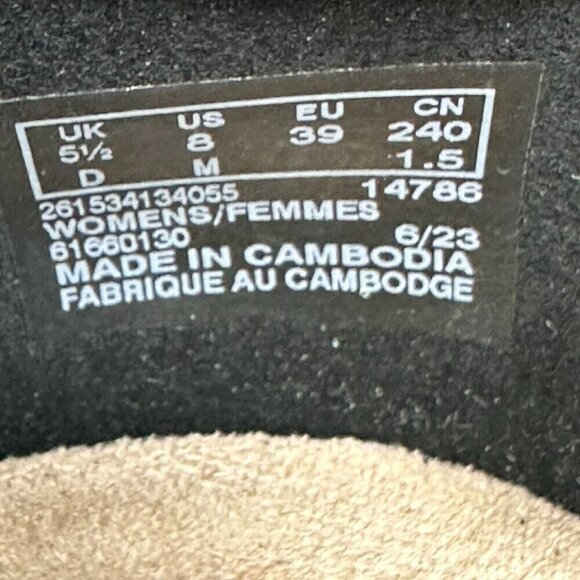 UK US EU CN
5½ 8 39 240
D M 1.5
261534134055 14786
WOMENS/FEMMES
61660130 6/23
MADE IN CAMBODIA
FABRIQUE AU CAMBODGE